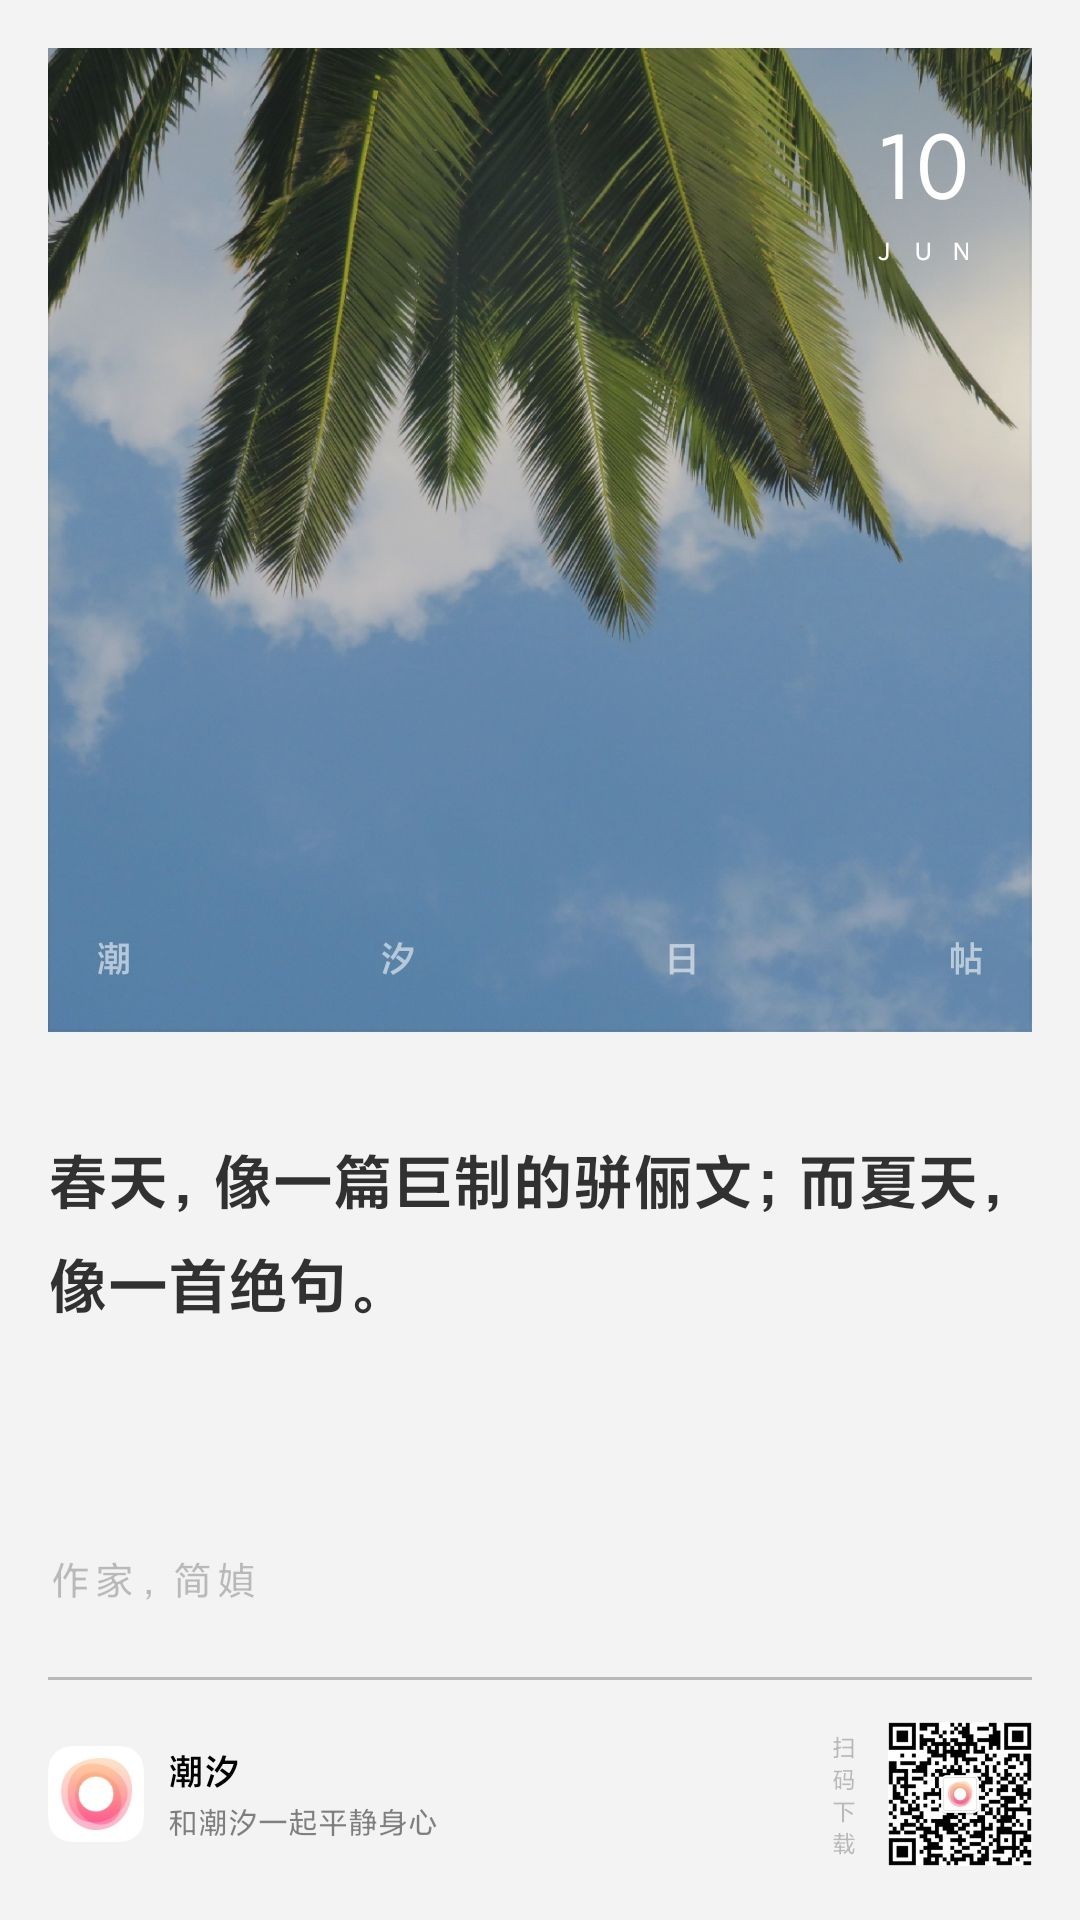 10
JUN
潮汐日帖
春天，像一篇巨制的骈俪文；而夏天，
像一首绝句。
作家，简媜
潮汐
和潮汐一起平静身心
扫码下载